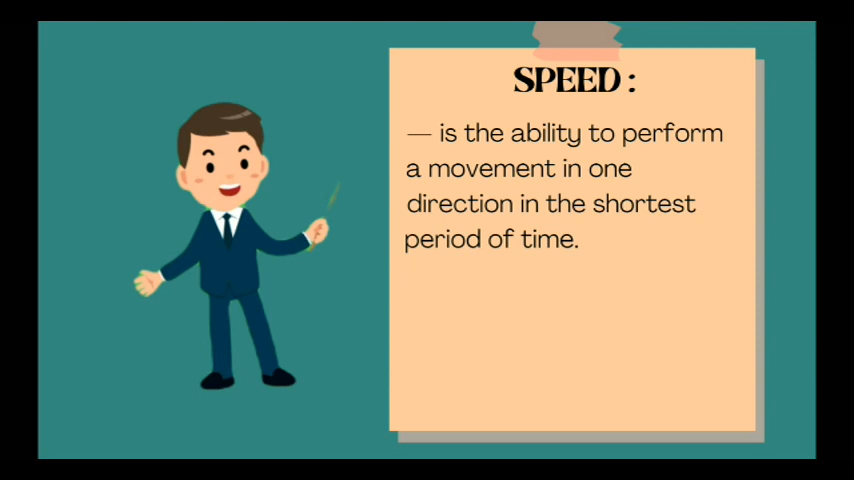 SPEED :
— is the ability to perform
a movement in one
direction in the shortest
period of time.